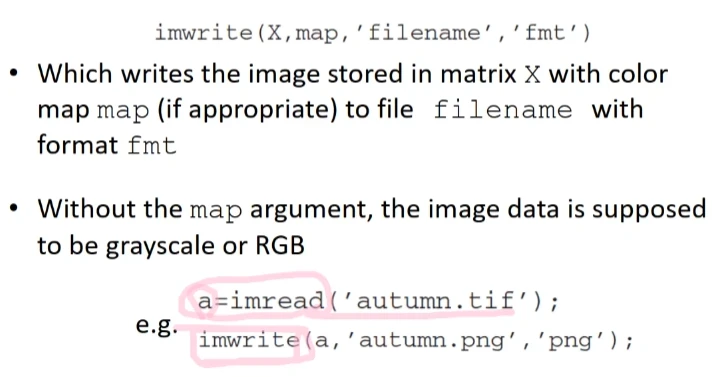 imwrite(X,map,'filename','fmt')
• Which writes the image stored in matrix X with color
map map (if appropriate) to file filename with
format fmt
• Without the map argument, the image data is supposed
to be grayscale or RGB
a=imread('autumn.tif');
e.g.
imwrite(a,'autumn.png','png');